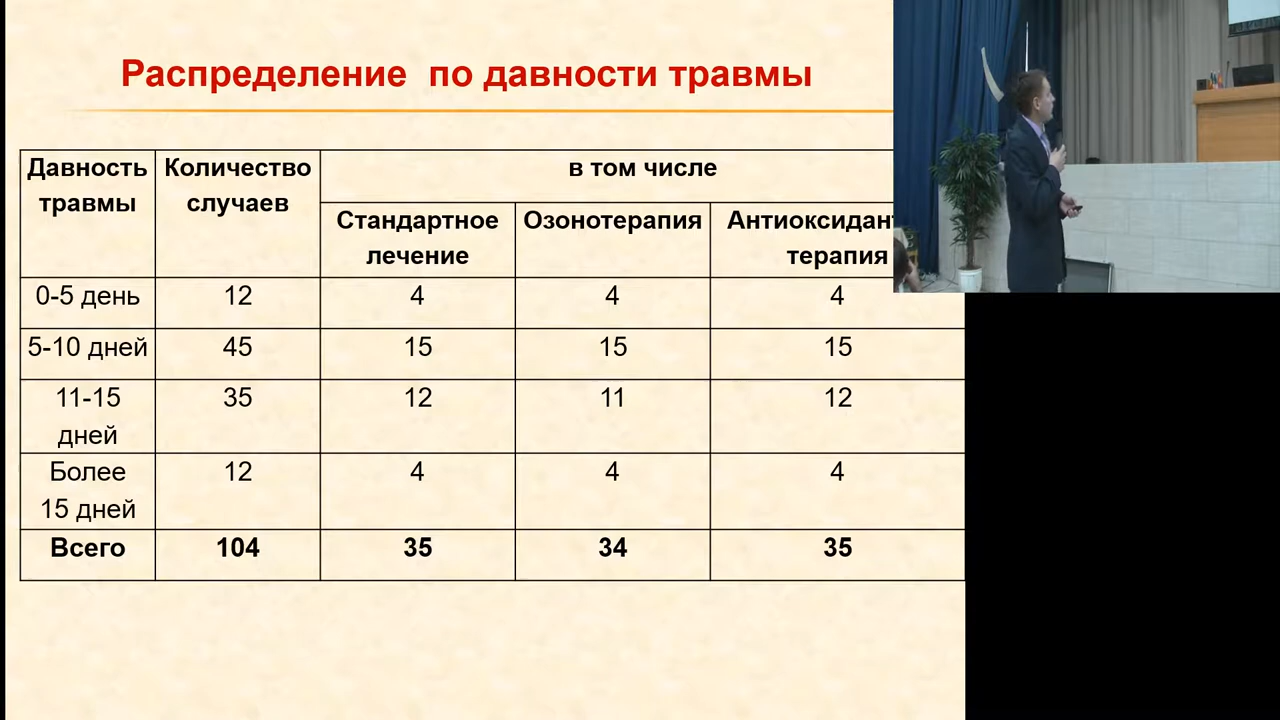 Распределение по давности травмы
Давность травмы
Количество случаев
в том числе
Стандартное лечение
Озонотерапия
терапия
0-5 день 12 4 4 4
5-10 дней 45 15 15 15
11-15 дней 35 12 11 12
Более 15 дней 12 4 4 4
Всего 104 35 34 35